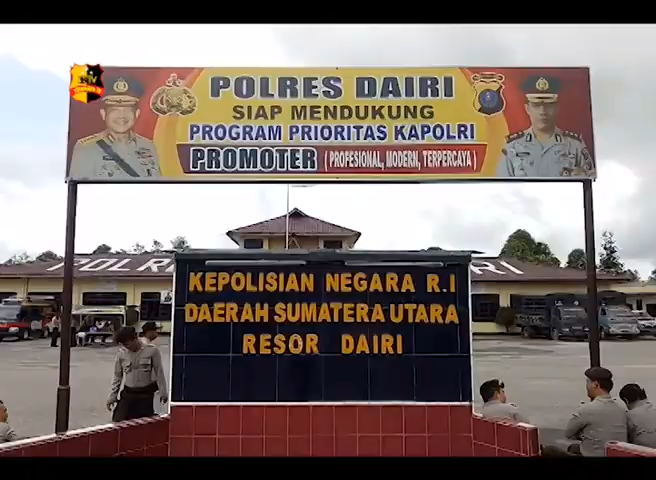 POLRES DAIRI
SIAP MENDUKUNG
PROGRAM PRIORITAS KAPOLRI
PROMOTER (PROFESIONAL, MODERN, TERPERCAYA)
KEPOLISIAN NEGARA R.I
DAERAH SUMATERA UTARA
RESOR DAIRI